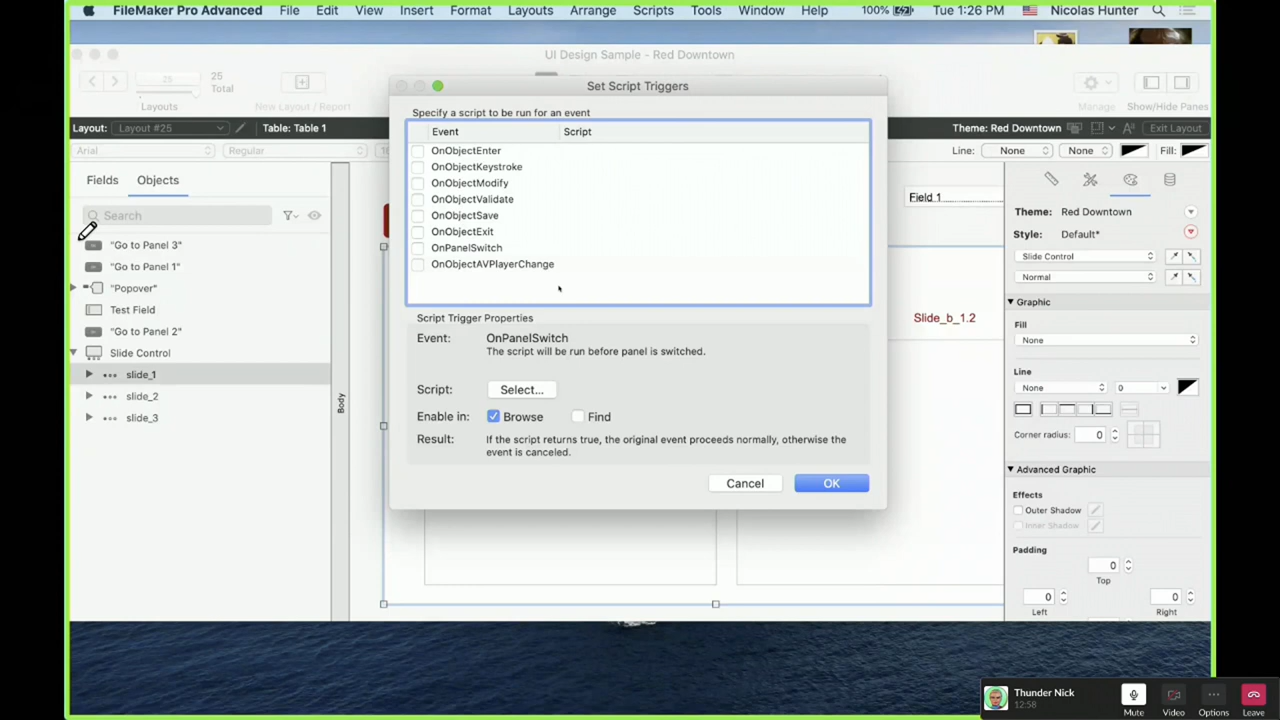 FileMaker Pro Advanced File Edit View Insert Format Layouts Arrange Scripts Tools Window Help 100% Tue 1:26 PM Nicolas Hunter
UI Design Sample - Red Downtown
25
25
Total
Layouts
New Layout / Report
Manage
Show/Hide Panes
Set Script Triggers
Layout: Layout #25 Table: Table 1
Theme: Red Downtown Aª Exit Layout
Arial Regular
Line: None None Fill:
Fields Objects
Search
"Go to Panel 3"
"Go to Panel 1"
"Popover"
Test Field
"Go to Panel 2"
Slide Control
slide_1
slide_2
slide_3
Body
Specify a script to be run for an event
Event Script
OnObjectEnter
OnObjectKeystroke
OnObjectModify
OnObjectValidate
OnObjectSave
OnObjectExit
OnPanelSwitch
OnObjectAVPlayerChange
Script Trigger Properties
Event: OnPanelSwitch
The script will be run before panel is switched.
Script: Select...
Enable in: Browse Find
Result: If the script returns true, the original event proceeds normally, otherwise the
event is canceled.
Cancel OK
Field 1
Slide_b_1.2
Theme: Red Downtown
Style: Default*
Slide Control
Normal
Graphic
Fill
None
Line
None 0
Corner radius: 0
Advanced Graphic
Effects
Outer Shadow
Inner Shadow
Padding
0
Top
0 0
Left Right
Thunder Nick
12:58
Mute Video Options Leave